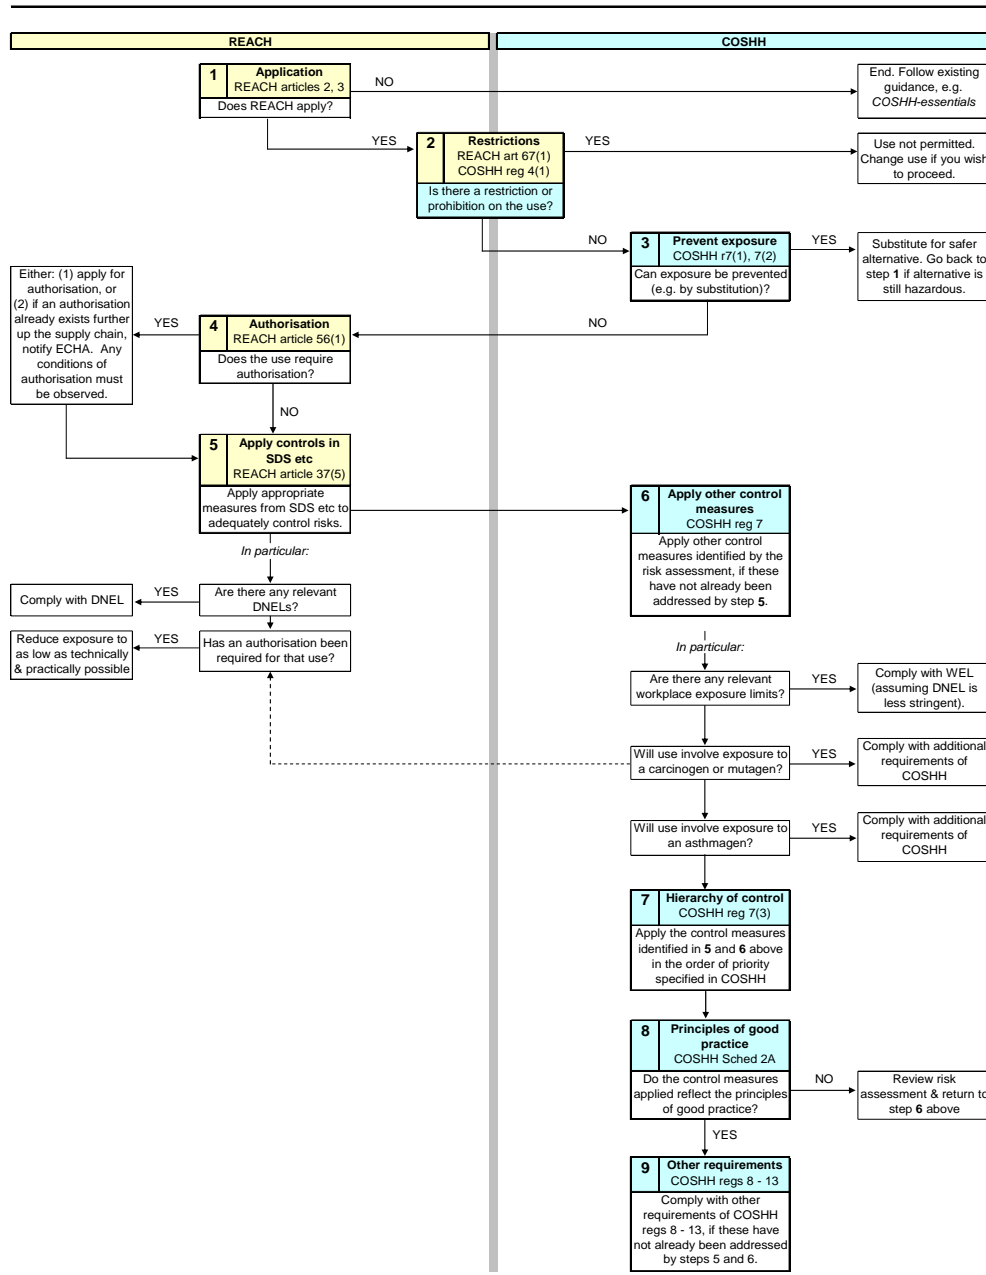 REACH
COSHH
1
Application
REACH articles 2, 3
Does REACH apply?
NO
End. Follow existing
guidance, e.g.
COSHH-essentials
YES
2
Restrictions
REACH art 67(1)
COSHH reg 4(1)
Is there a restriction or
prohibition on the use?
YES
Use not permitted.
Change use if you wish
to proceed.
NO
3
Prevent exposure
COSHH r7(1), 7(2)
Can exposure be prevented
(e.g. by substitution)?
YES
Substitute for safer
alternative. Go back to
step 1 if alternative is
still hazardous.
NO
Either: (1) apply for
authorisation, or
(2) if an authorisation
already exists further
up the supply chain,
notify ECHA. Any
conditions of
authorisation must
be observed.
YES
4
Authorisation
REACH article 56(1)
Does the use require
authorisation?
NO
5
Apply controls in
SDS etc
REACH article 37(5)
Apply appropriate
measures from SDS etc to
adequately control risks.
In particular:
Are there any relevant
DNELs?
YES
Comply with DNEL
Has an authorisation been
required for that use?
YES
Reduce exposure to
as low as technically
& practically possible
6
Apply other control
measures
COSHH reg 7
Apply other control
measures identified by the
risk assessment, if these
have not already been
addressed by step 5.
In particular:
Are there any relevant
workplace exposure limits?
YES
Comply with WEL
(assuming DNEL is
less stringent).
Will use involve exposure to
a carcinogen or mutagen?
YES
Comply with additional
requirements of
COSHH
Will use involve exposure to
an asthmagen?
YES
Comply with additional
requirements of
COSHH
7
Hierarchy of control
COSHH reg 7(3)
Apply the control measures
identified in 5 and 6 above
in the order of priority
specified in COSHH
8
Principles of good
practice
COSHH Sched 2A
Do the control measures
applied reflect the principles
of good practice?
NO
Review risk
assessment & return to
step 6 above
YES
9
Other requirements
COSHH regs 8 - 13
Comply with other
requirements of COSHH
regs 8 - 13, if these have
not already been addressed
by steps 5 and 6.